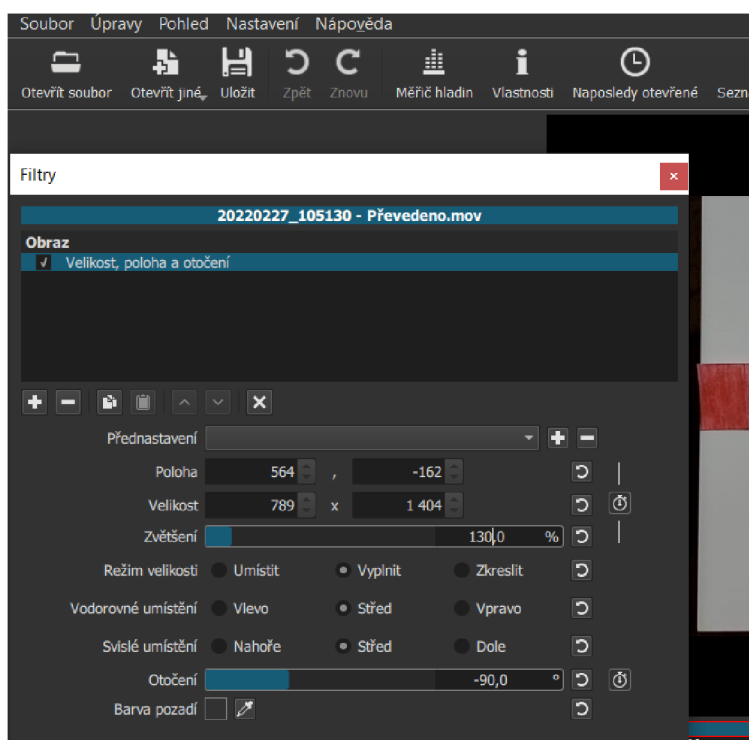 Soubor Úpravy Pohled Nastavení Nápověda
Otevřít soubor Otevřít jiné Uložit Zpět Znovu Měřič hladin Vlastnosti Naposledy otevřené
Filtry
20220227_105130 - Převedeno.mov
Obraz
Velikost, poloha a otočení
Přednastavení
Poloha 564 , -162
Velikost 789 x 1 404
Zvětšení 130,0 %
Režim velikosti Umístit Vyplnit Zkreslit
Vodorovné umístění Vlevo Střed Vpravo
Svislé umístění Nahoře Střed Dole
Otočení -90,0 °
Barva pozadí